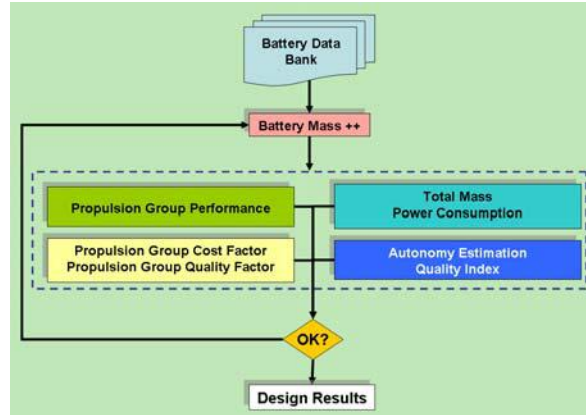 Battery Data
Bank
Battery Mass ++
Propulsion Group Performance
Total Mass
Power Consumption
Propulsion Group Cost Factor
Propulsion Group Quality Factor
Autonomy Estimation
Quality Index
OK?
Design Results